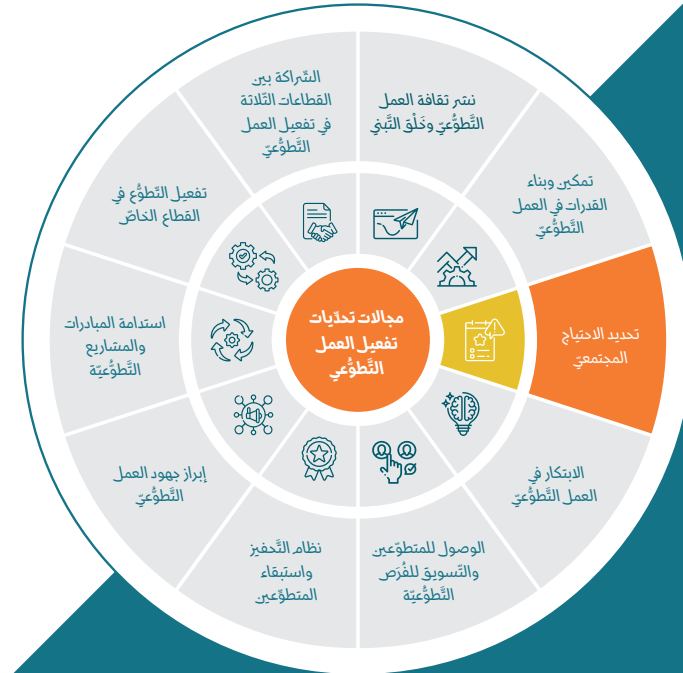 مجالات تحدّيات
تفعيل العمل
التَّطوُّعي
نشر ثقافة العمل
التَّطوُّعيّ وخَلْق التَّبني
تمكين وبناء
القدرات في العمل
التَّطوُّعيّ
تحديد الاحتياج
المجتمعيّ
الابتكار في
العمل التَّطوُّعيّ
الوصول للمتطوّعين
والتّسويق للفُرَص
التَّطوُّعيّة
نظام التَّحفيز
واستبقاء
المتطوّعين
إبراز جهود العمل
التَّطوُّعيّ
استدامة المبادرات
والمشاريع
التَّطوُّعيّة
تفعيل التّطوُّع في
القطاع الخاصّ
الشّراكة بين
القطاعات الثّلاثة
في تفعيل العمل
التَّطوُّعيّ